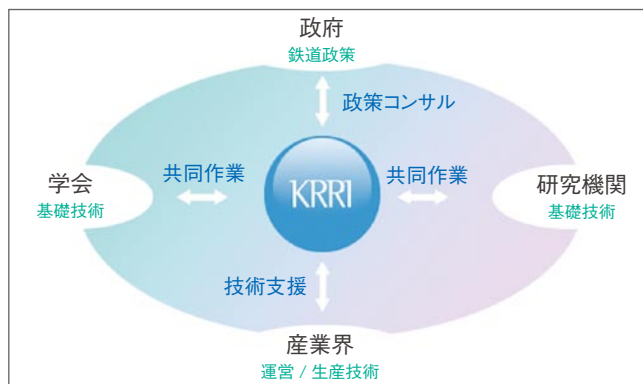 政府
鉄道政策
政策コンサル
学会
基礎技術
共同作業
KRRI
共同作業
研究機関
基礎技術
技術支援
産業界
運営 / 生産技術